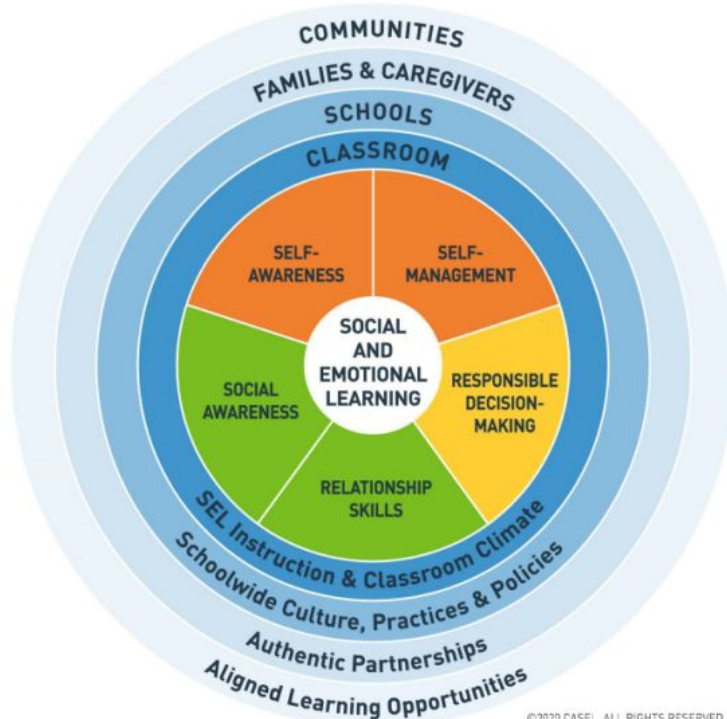 COMMUNITIES
FAMILIES & CAREGIVERS
SCHOOLS
CLASSROOM
SELF-
AWARENESS
SELF-
MANAGEMENT
SOCIAL
AND
EMOTIONAL
LEARNING
SOCIAL
AWARENESS
RESPONSIBLE
DECISION-
MAKING
RELATIONSHIP
SKILLS
SEL Instruction & Classroom Climate
Schoolwide Culture, Practices & Policies
Authentic Partnerships
Aligned Learning Opportunities
©2020 CASEL. ALL RIGHTS RESERVED